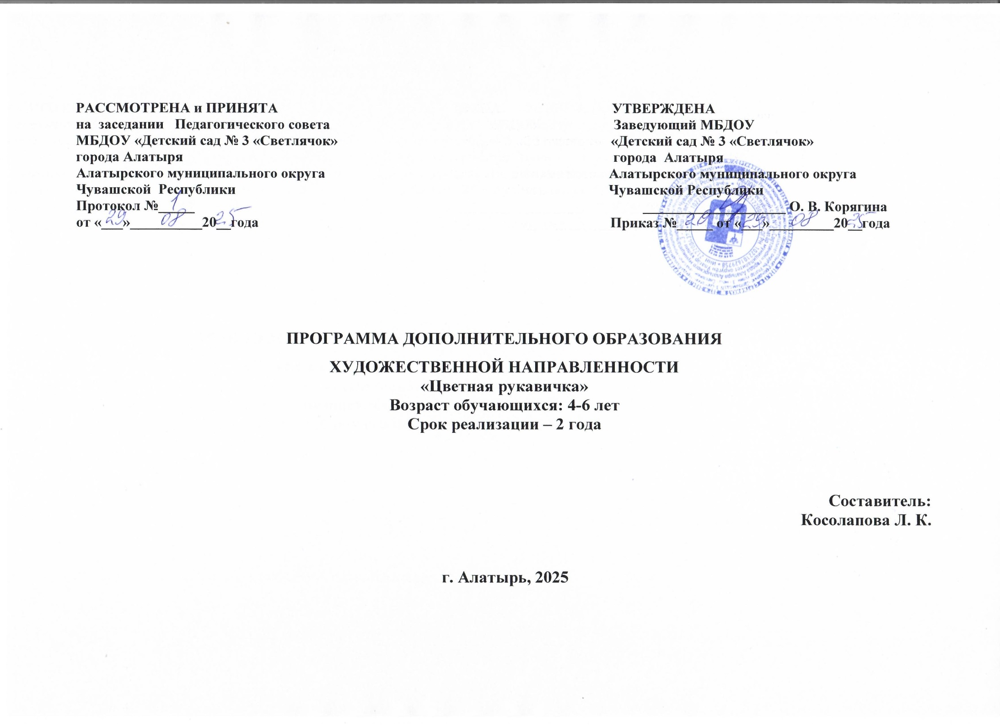 РАССМОТРЕНА и ПРИНЯТА
на заседании Педагогического совета
МБДОУ «Детский сад № 3 «Светлячок»
города Алатыря
Алатырского муниципального округа
Чувашской Республики
Протокол № 1
от «29» 08 2025 года
УТВЕРЖДЕНА
Заведующий МБДОУ
«Детский сад № 3 «Светлячок»
города Алатыря
Алатырского муниципального округа
Чувашской Республики
О. В. Корягина
Приказ № от «29» 08 2025 года
ПРОГРАММА ДОПОЛНИТЕЛЬНОГО ОБРАЗОВАНИЯ
ХУДОЖЕСТВЕННОЙ НАПРАВЛЕННОСТИ
«Цветная рукавичка»
Возраст обучающихся: 4-6 лет
Срок реализации – 2 года
Составитель:
Косолапова Л. К.
г. Алатырь, 2025